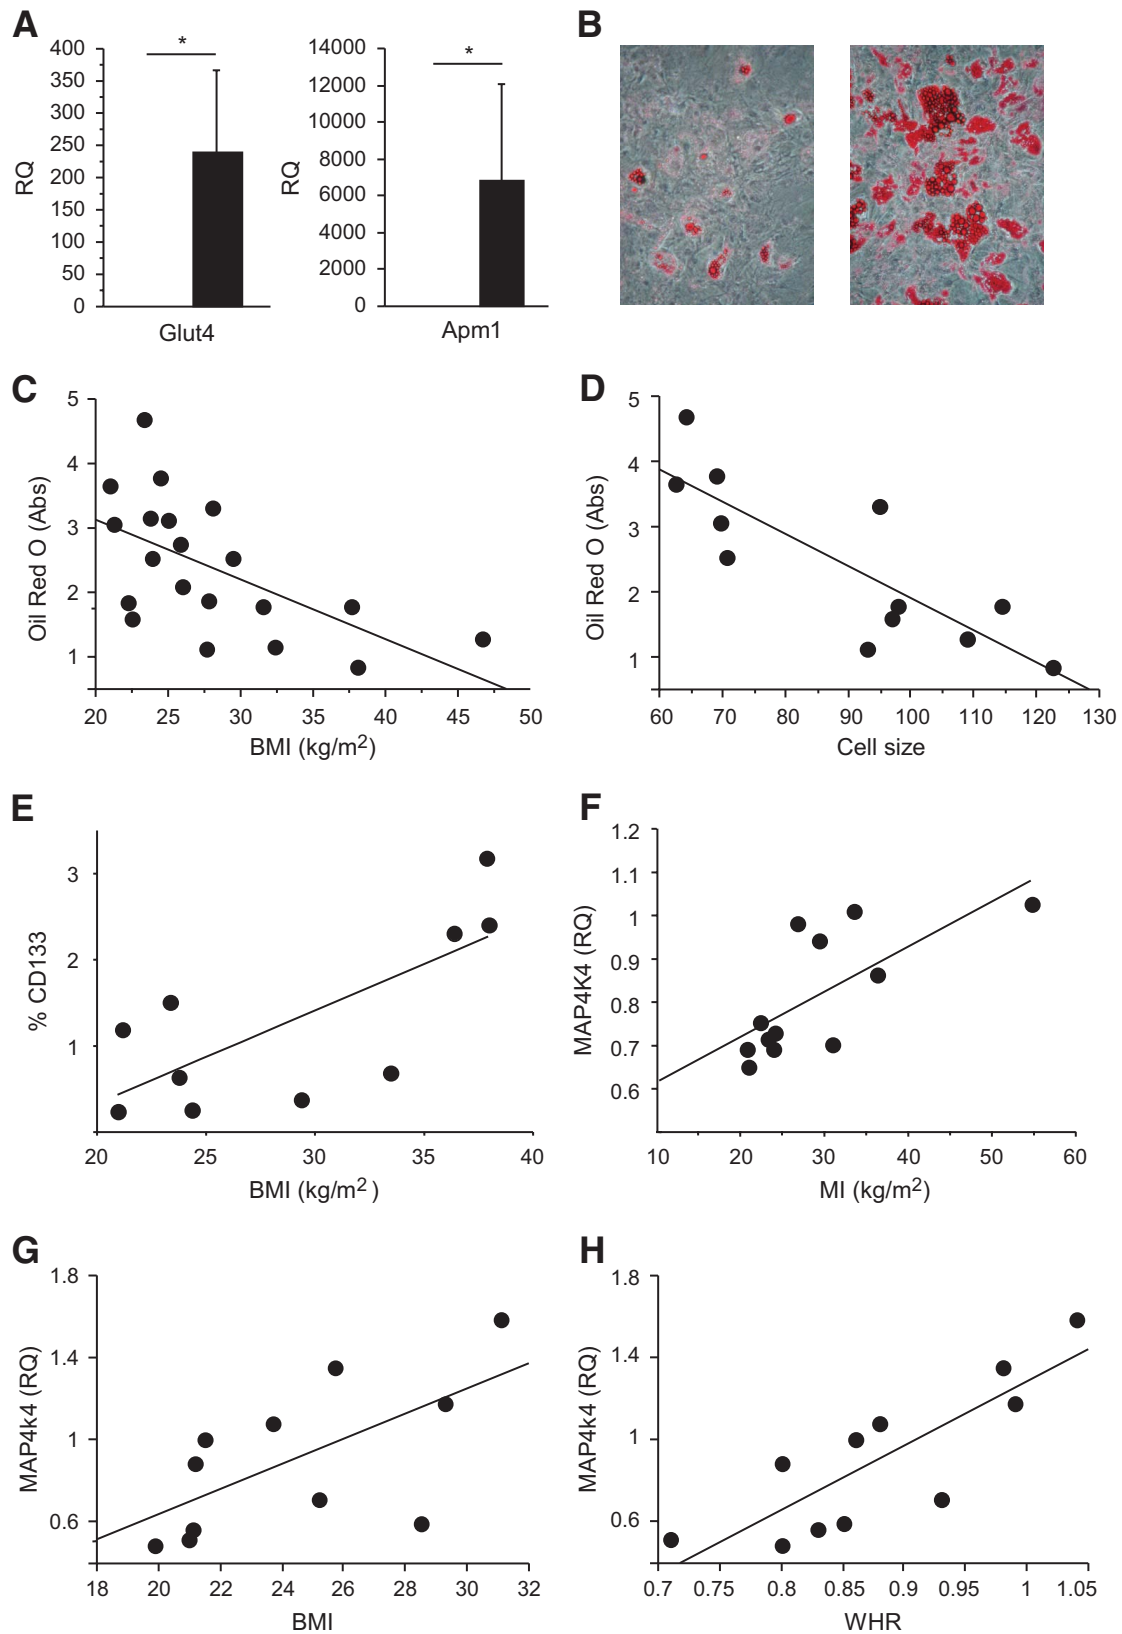 A
B
* *
RQ
400
350
300
250
200
150
100
50
0
Glut4
RQ
14000
12000
10000
8000
6000
4000
2000
0
Apm1
C
Oil Red O (Abs)
5
4
3
2
1
20 25 30 35 40 45 50
BMI (kg/m2)
D
Oil Red O (Abs)
5
4
3
2
1
60 70 80 90 100 110 120 130
Cell size
E
% CD133
3
2
1
20 25 30 35 40
BMI (kg/m2)
F
MAP4K4 (RQ)
1.2
1.1
1
0.9
0.8
0.7
0.6
10 20 30 40 50 60
MI (kg/m2)
G
MAP4k4 (RQ)
1.8
1.4
1
0.6
18 20 22 24 26 28 30 32
BMI
H
MAP4k4 (RQ)
1.8
1.4
1
0.6
0.7 0.75 0.8 0.85 0.9 0.95 1 1.05
WHR